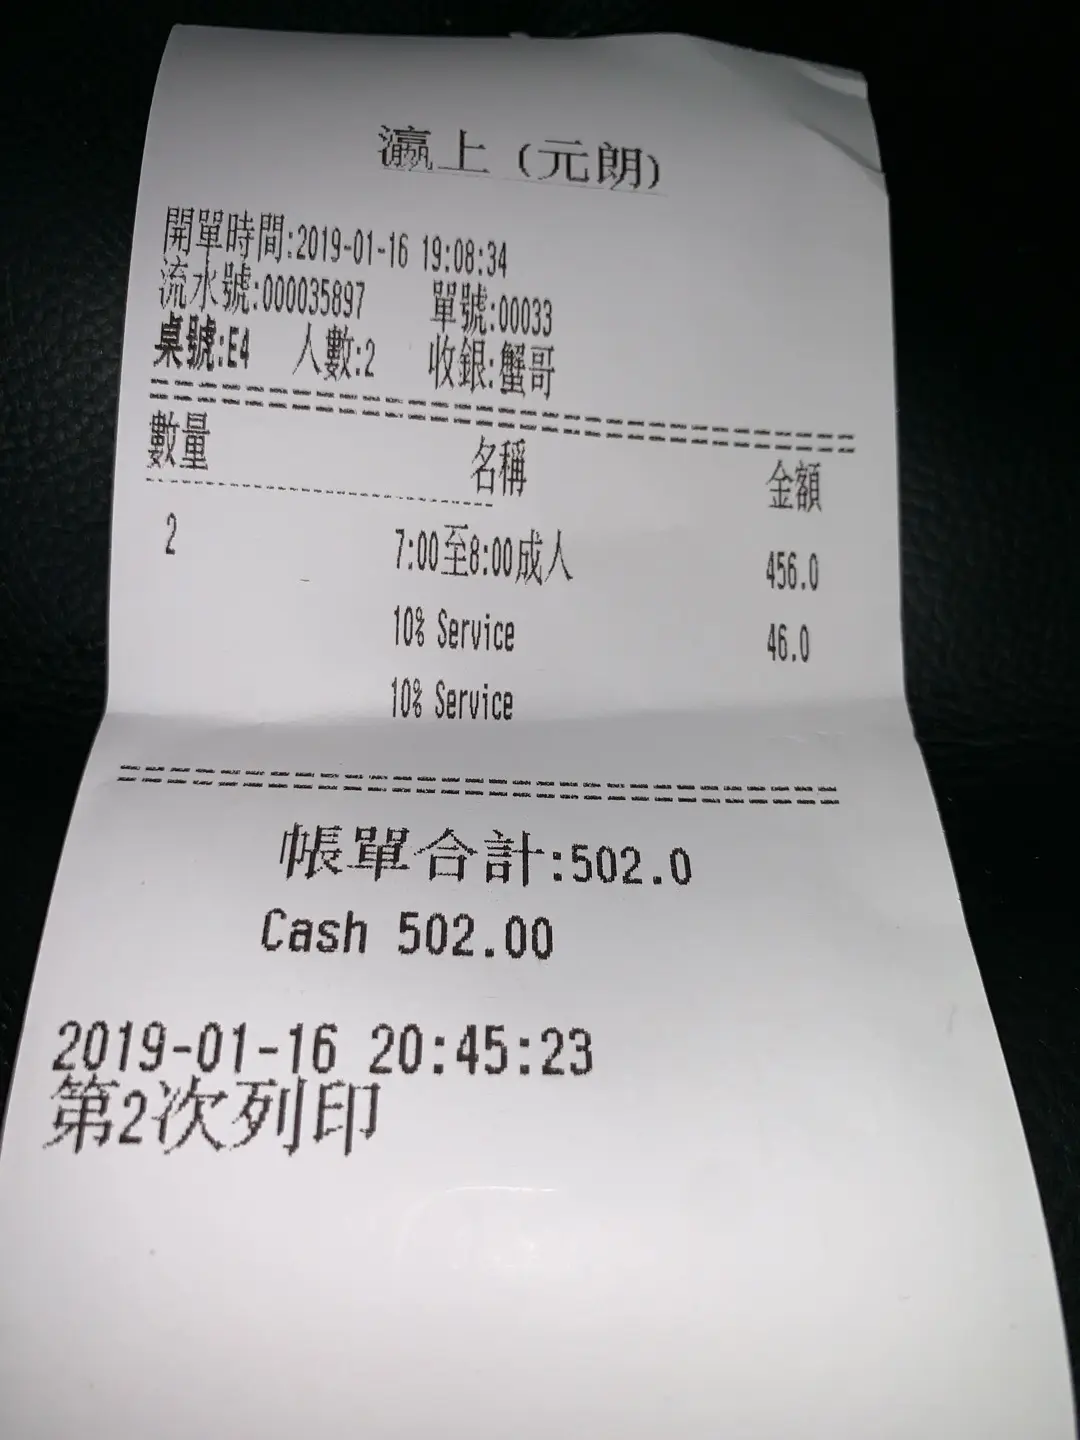 瀛上 (元朗)
開單時間:2019-01-16 19:08:34
流水號:000035897 單號:00033
桌號:E4 人數:2 收銀:蟹哥
數量 名稱 金額
2 7:00至8:00成人 456.0
10% Service 46.0
10% Service
帳單合計:502.0
Cash 502.00
2019-01-16 20:45:23
第2次列印